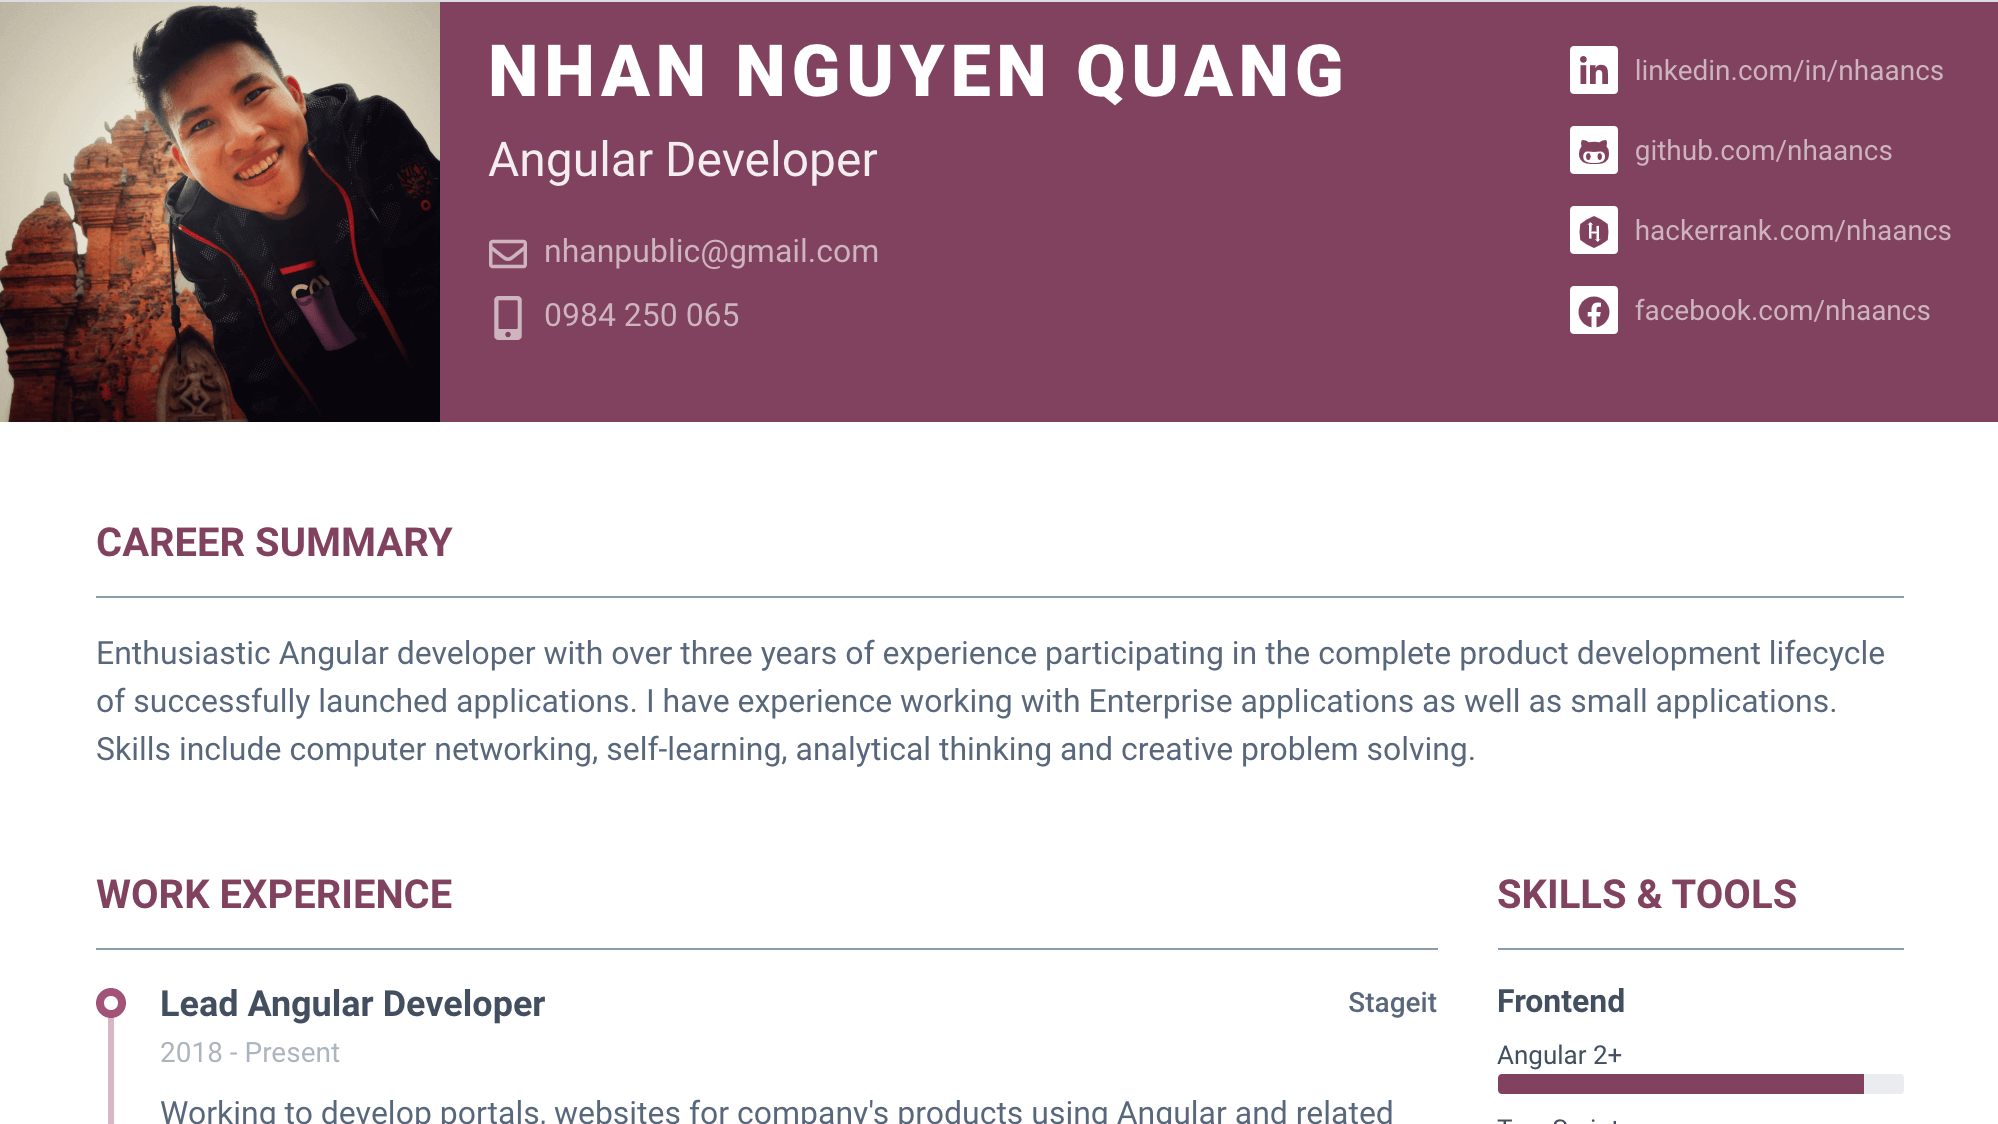 NHAN NGUYEN QUANG
Angular Developer
nhanpublic@gmail.com
0984 250 065
linkedin.com/in/nhaancs
github.com/nhaancs
hackerrank.com/nhaancs
facebook.com/nhaancs
CAREER SUMMARY
Enthusiastic Angular developer with over three years of experience participating in the complete product development lifecycle
of successfully launched applications. I have experience working with Enterprise applications as well as small applications.
Skills include computer networking, self-learning, analytical thinking and creative problem solving.
WORK EXPERIENCE
Lead Angular Developer
Stageit
2018 - Present
Working to develop portals, websites for company's products using Angular and related
SKILLS & TOOLS
Frontend
Angular 2+